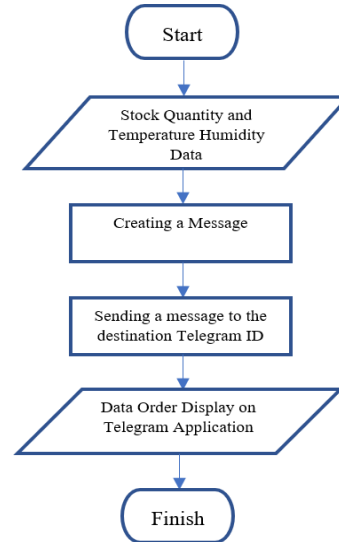 Start
Stock Quantity and
Temperature Humidity
Data
Creating a Message
Sending a message to the
destination Telegram ID
Data Order Display on
Telegram Application
Finish